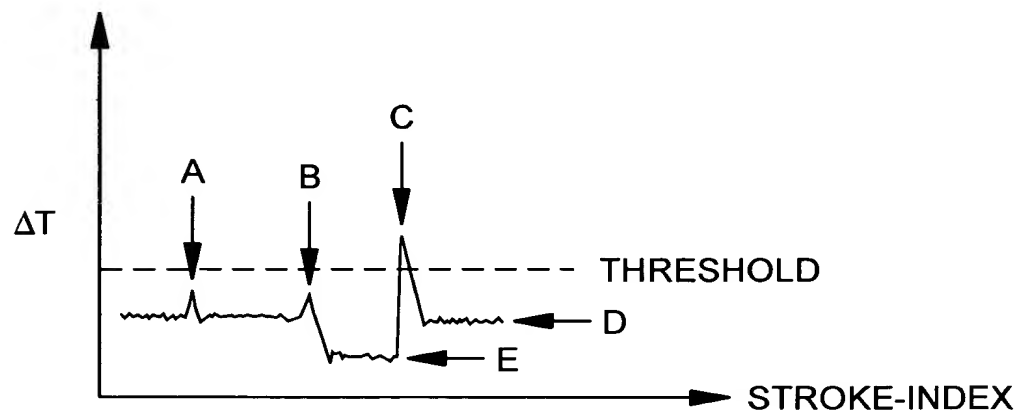 C
A
B
ΔT
THRESHOLD
D
E
STROKE-INDEX